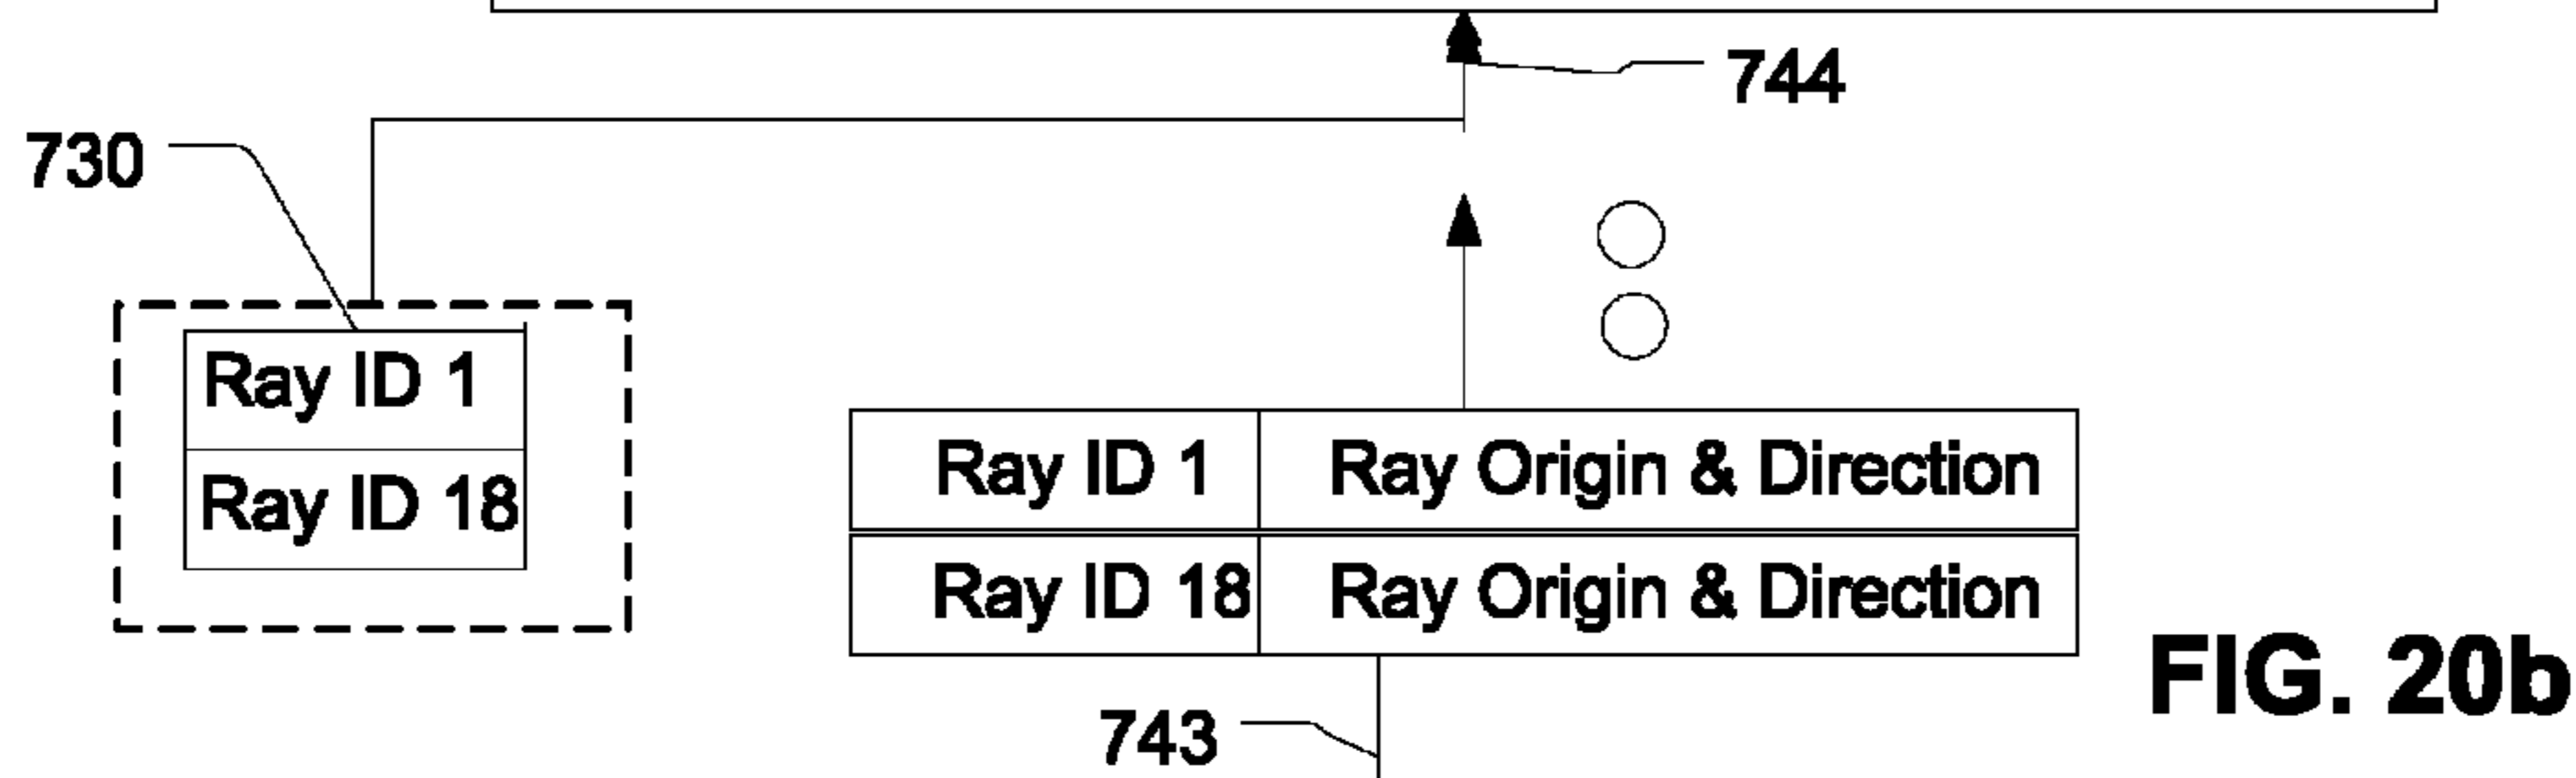 744
730
Ray ID 1
Ray ID 18
Ray ID 1 Ray Origin & Direction
Ray ID 18 Ray Origin & Direction
FIG. 20b
743